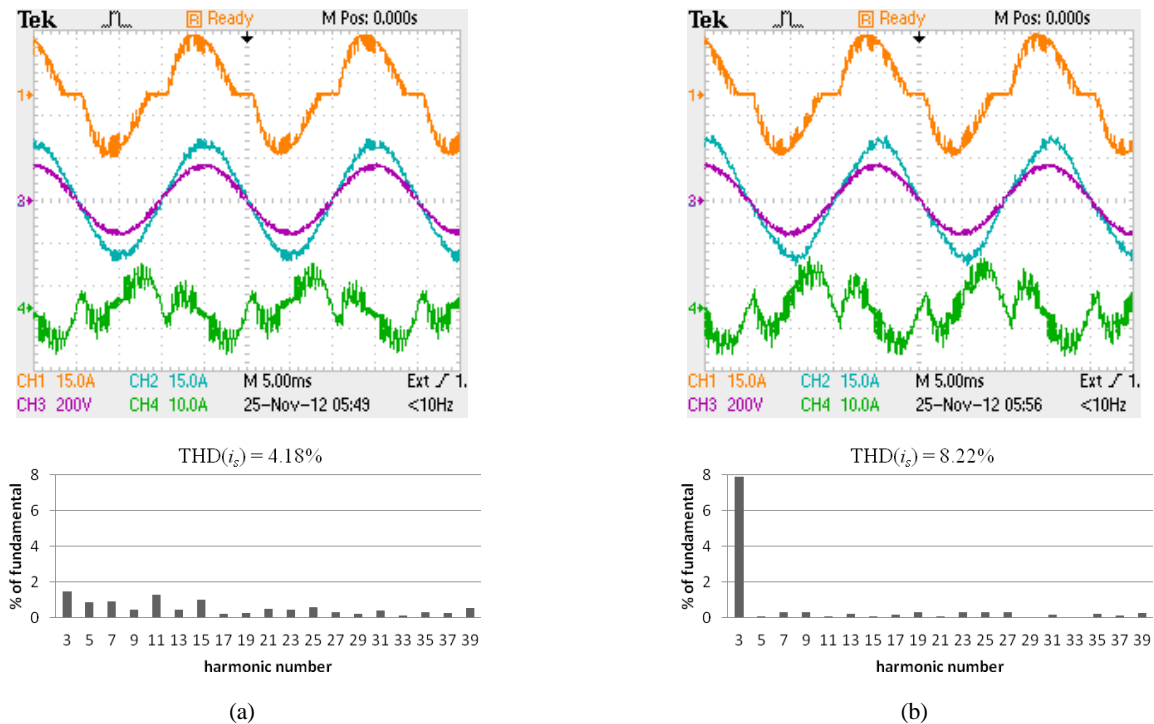 Tek R Ready M Pos: 0.000s
1
3
4
CH1 15.0A CH2 15.0A M 5.00ms Ext 1.
CH3 200V CH4 10.0A 25-Nov-12 05:49 <10Hz
THD(is) = 4.18%
% of fundamental
8
6
4
2
0
3 5 7 9 11 13 15 17 19 21 23 25 27 29 31 33 35 37 39
harmonic number
(a)
Tek R Ready M Pos: 0.000s
1
3
4
CH1 15.0A CH2 15.0A M 5.00ms Ext 1.
CH3 200V CH4 10.0A 25-Nov-12 05:56 <10Hz
THD(is) = 8.22%
% of fundamental
8
6
4
2
0
3 5 7 9 11 13 15 17 19 21 23 25 27 29 31 33 35 37 39
harmonic number
(b)